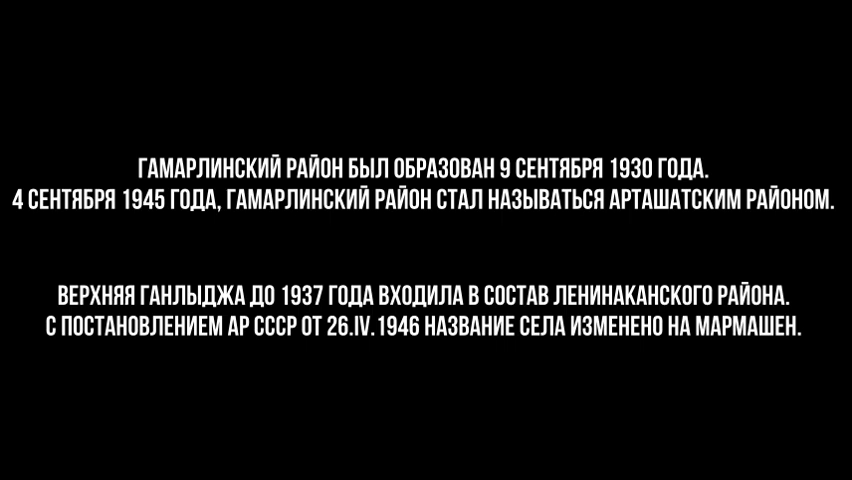 ГАМАРЛИНСКИЙ РАЙОН БЫЛ ОБРАЗОВАН 9 СЕНТЯБРЯ 1930 ГОДА.
4 СЕНТЯБРЯ 1945 ГОДА, ГАМАРЛИНСКИЙ РАЙОН СТАЛ НАЗЫВАТЬСЯ АРТАШАТСКИМ РАЙОНОМ.
ВЕРХНЯЯ ГАНЛЫДЖА ДО 1937 ГОДА ВХОДИЛА В СОСТАВ ЛЕНИНАКАНСКОГО РАЙОНА.
С ПОСТАНОВЛЕНИЕМ АР СССР ОТ 26.IV.1946 НАЗВАНИЕ СЕЛА ИЗМЕНЕНО НА МАРМАШЕН.